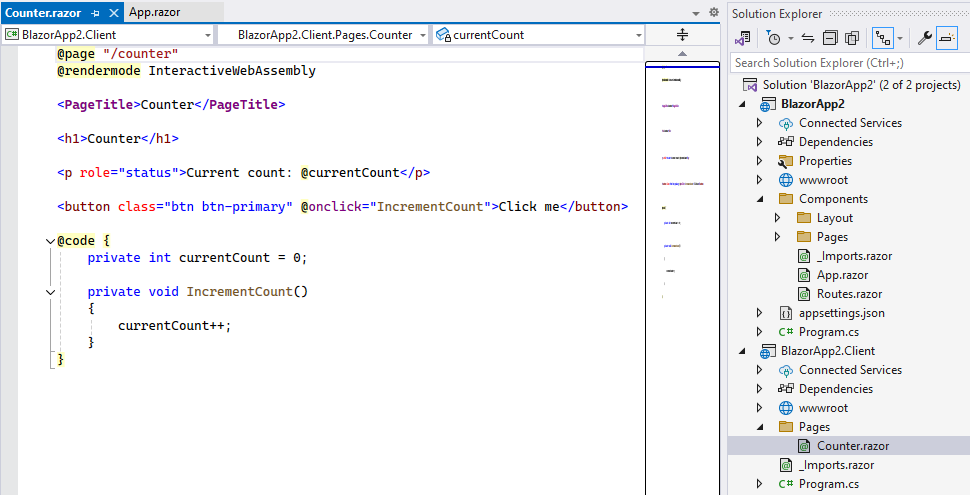 Counter.razor
App.razor
BlazorApp2.Client
BlazorApp2.Client.Pages.Counter
currentCount
@page "/counter"
@rendermode InteractiveWebAssembly
<PageTitle>Counter</PageTitle>
<h1>Counter</h1>
<p role="status">Current count: @currentCount</p>
<button class="btn btn-primary" @onclick="IncrementCount">Click me</button>
@code {
private int currentCount = 0;
private void IncrementCount()
{
currentCount++;
}
}
Solution Explorer
Search Solution Explorer (Ctrl+;)
Solution 'BlazorApp2' (2 of 2 projects)
BlazorApp2
Connected Services
Dependencies
Properties
wwwroot
Components
Layout
Pages
_Imports.razor
App.razor
Routes.razor
appsettings.json
C# Program.cs
BlazorApp2.Client
Connected Services
Dependencies
wwwroot
Pages
Counter.razor
_Imports.razor
C# Program.cs